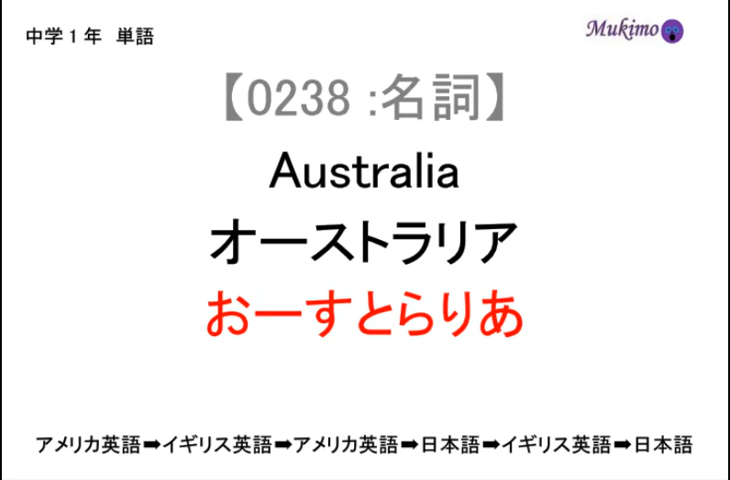 中学1年 単語
Mukimo
【0238 :名詞】
Australia
オーストラリア
おーすとらりあ
アメリカ英語➡イギリス英語➡アメリカ英語➡日本語➡イギリス英語➡日本語